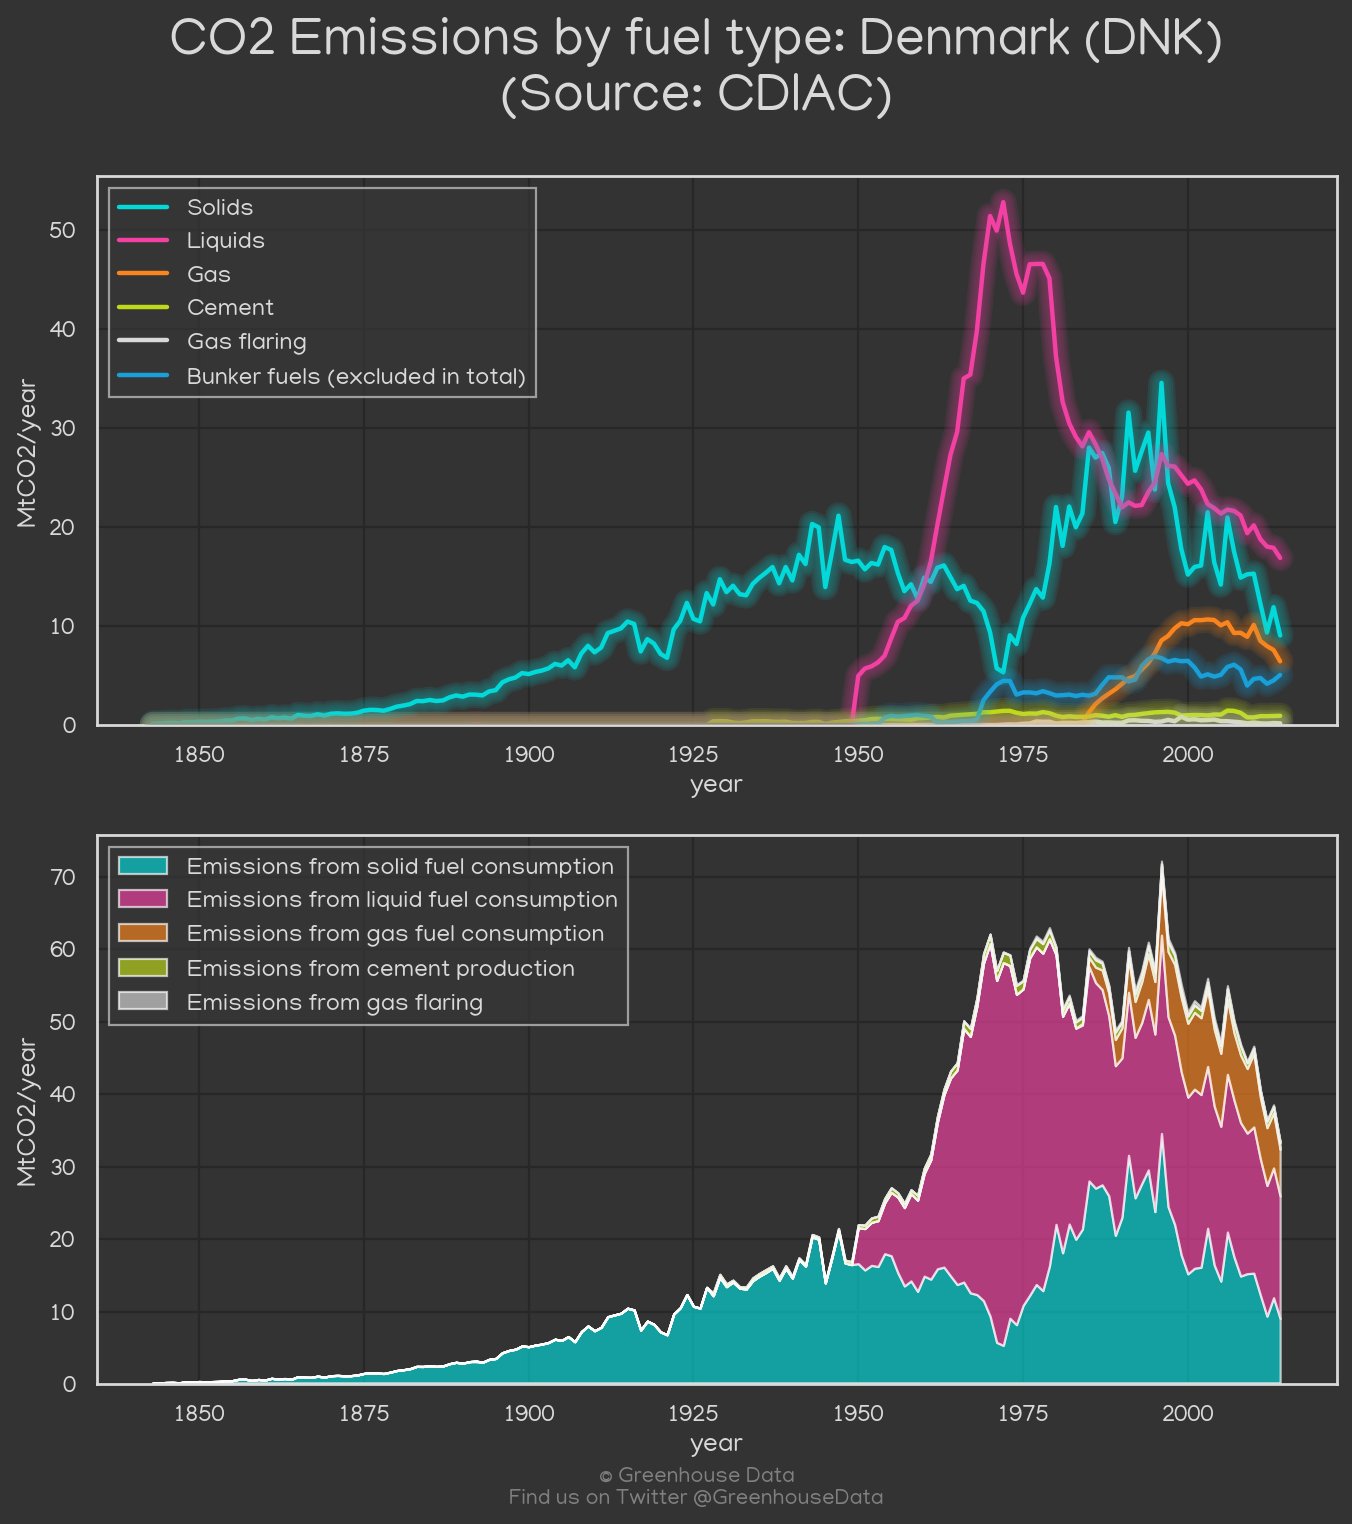 CO2 Emissions by fuel type: Denmark (DNK)
(Source: CDIAC)
Solids
Liquids
Gas
Cement
Gas flaring
Bunker fuels (excluded in total)
MtCO2/year
50
40
30
20
10
0
1850 1875 1900 1925 1950 1975 2000
year
Emissions from solid fuel consumption
Emissions from liquid fuel consumption
Emissions from gas fuel consumption
Emissions from cement production
Emissions from gas flaring
MtCO2/year
70
60
50
40
30
20
10
0
1850 1875 1900 1925 1950 1975 2000
year
© Greenhouse Data
Find us on Twitter @GreenhouseData